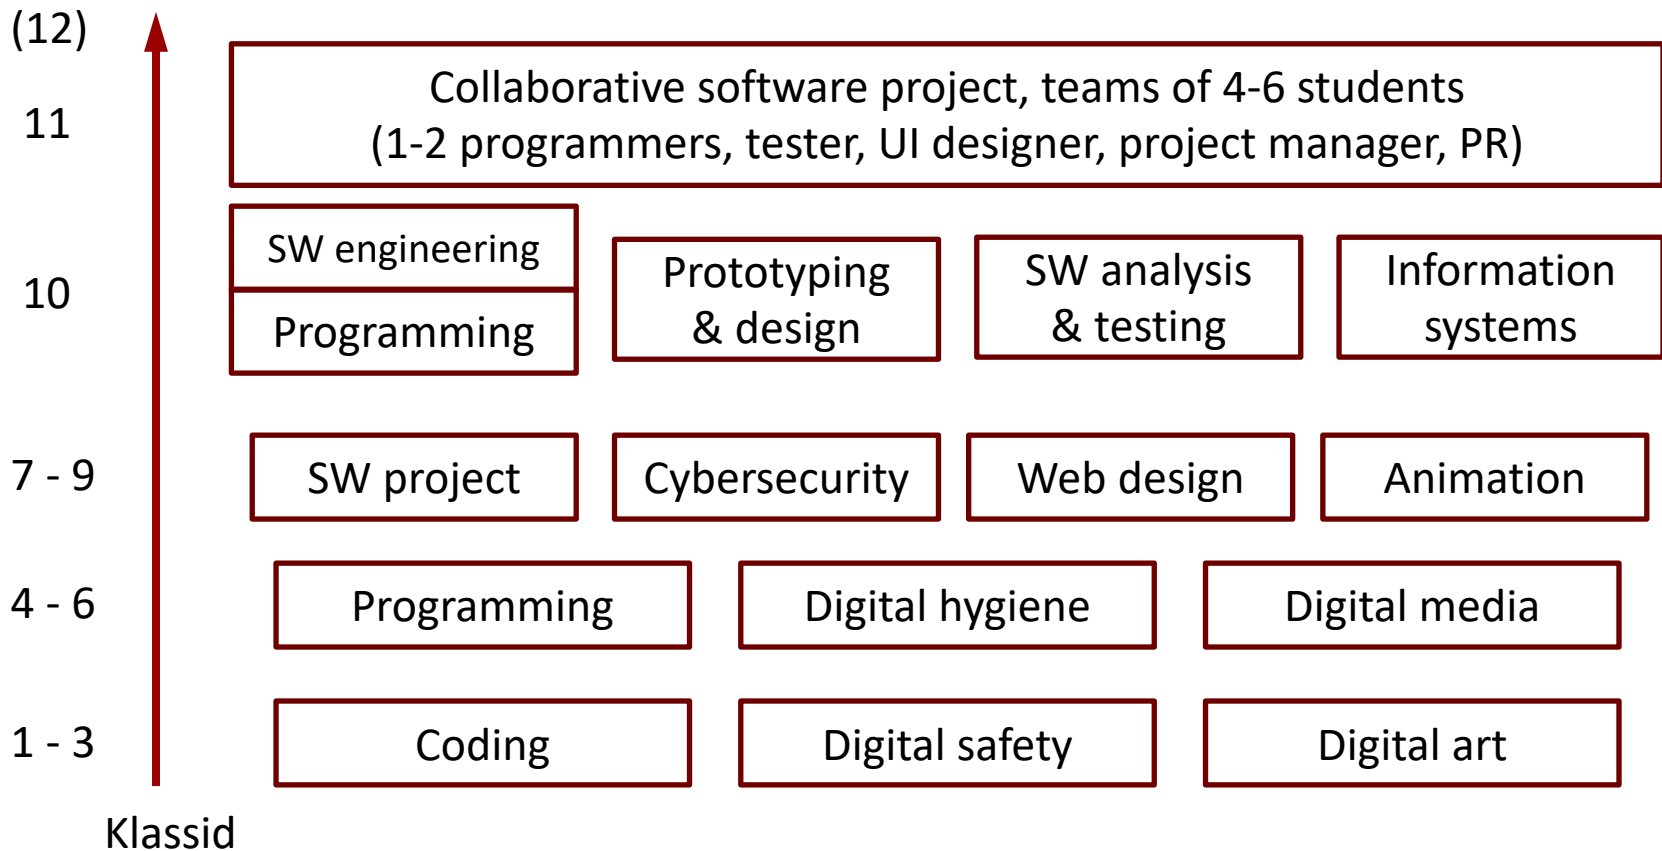 (12)
11
Collaborative software project, teams of 4-6 students
(1-2 programmers, tester, UI designer, project manager, PR)
10
SW engineering
Programming
Prototyping
& design
SW analysis
& testing
Information
systems
7 - 9
SW project
Cybersecurity
Web design
Animation
4 - 6
Programming
Digital hygiene
Digital media
1 - 3
Coding
Digital safety
Digital art
Klassid